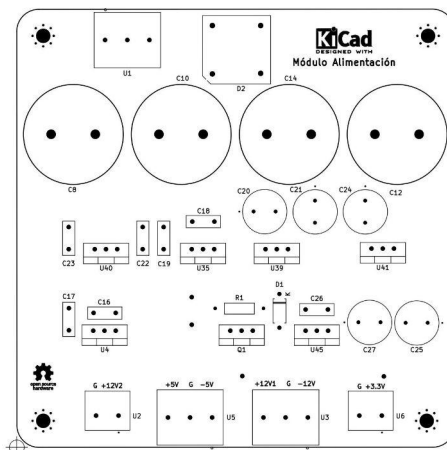 KiCad
DESIGNED WITH
Módulo Alimentación
U1
D2
C10
C14
C8
C12
C20
C21
C24
C18
C23
U40
C22
C19
U35
U39
U41
C17
C16
R1
D1
K
C26
U4
Q1
U45
C27
C25
open source
hardware
G +12V2
+5V G -5V
+12V1 G -12V
G +3.3V
U2
U5
U3
U6